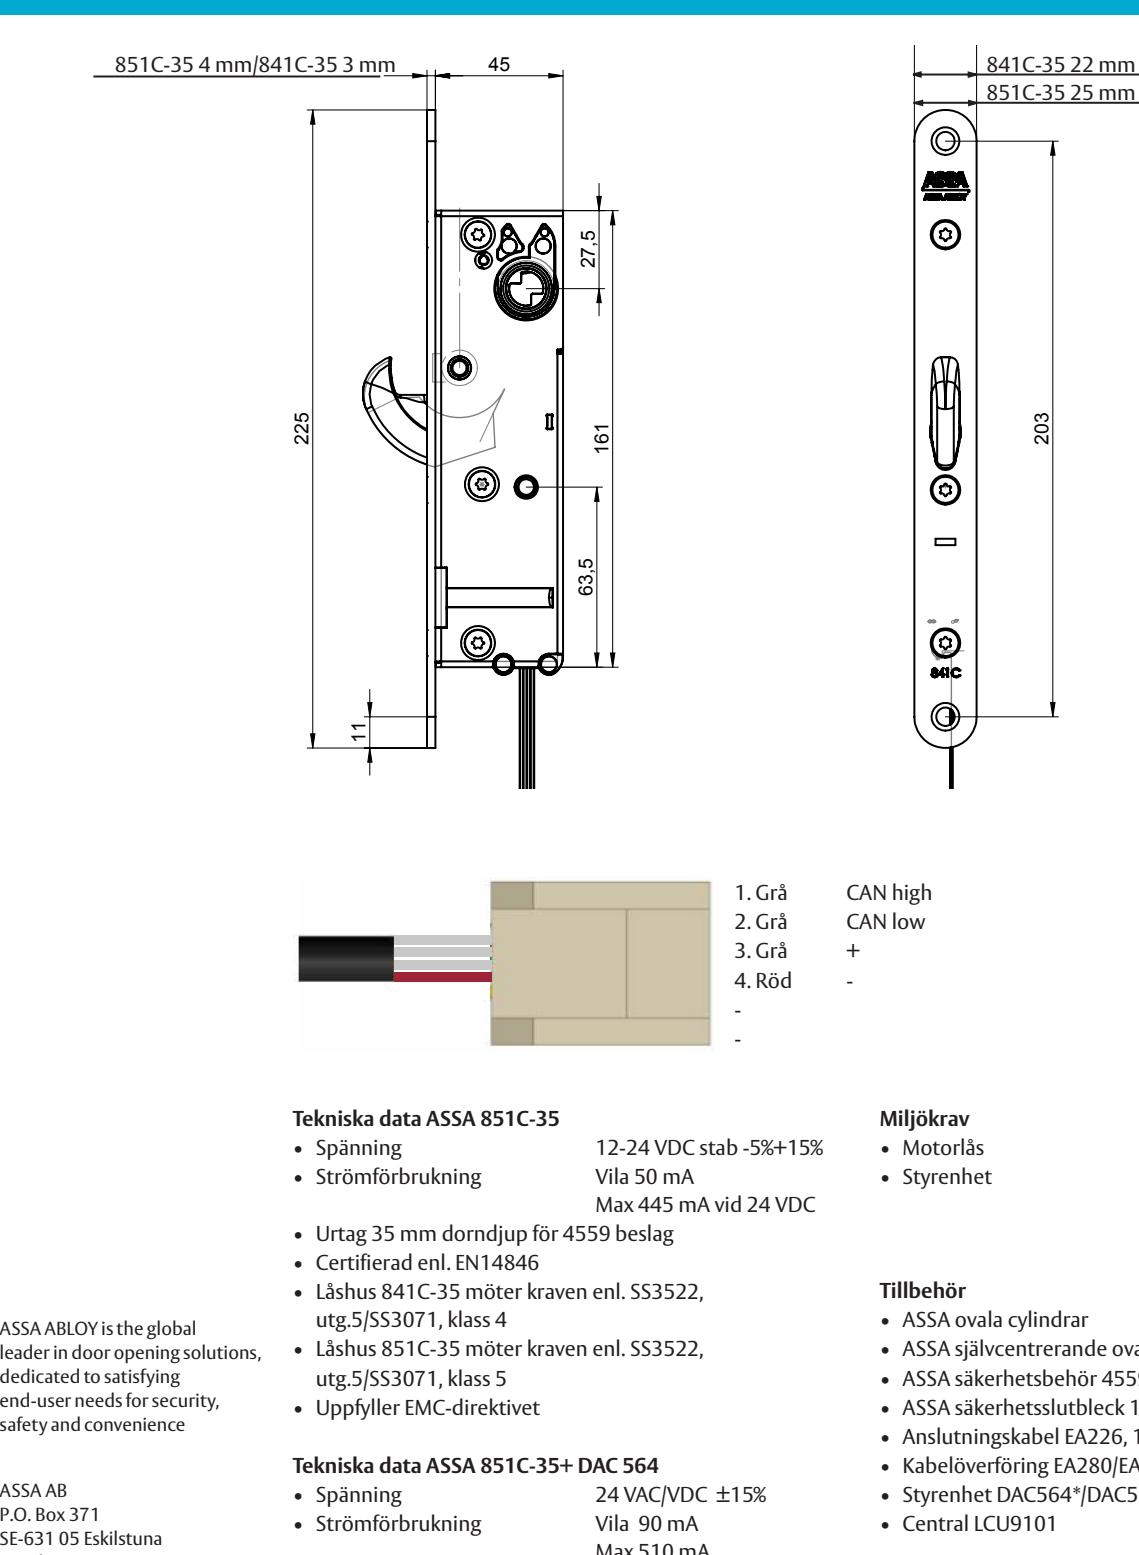 851C-35 4 mm/841C-35 3 mm
45
841C-35 22 mm
851C-35 25 mm
ASSA
27,5
225
161
203
63,5
11
841C
1. Grå CAN high
2. Grå CAN low
3. Grå +
4. Röd -
-
-
Tekniska data ASSA 851C-35
• Spänning 12-24 VDC stab -5%+15%
• Strömförbrukning Vila 50 mA
Max 445 mA vid 24 VDC
• Urtag 35 mm dorndjup för 4559 beslag
• Certifierad enl. EN14846
• Låshus 841C-35 möter kraven enl. SS3522,
utg.5/SS3071, klass 4
• Låshus 851C-35 möter kraven enl. SS3522,
utg.5/SS3071, klass 5
• Uppfyller EMC-direktivet
Tekniska data ASSA 851C-35+ DAC 564
• Spänning 24 VAC/VDC ±15%
• Strömförbrukning Vila 90 mA
Max 510 mA
Miljökrav
• Motorlås
• Styrenhet
Tillbehör
• ASSA ovala cylindrar
• ASSA självcentrerande ova
• ASSA säkerhetsbehör 455
• ASSA säkerhetsslutbleck 1
• Anslutningskabel EA226, 1
• Kabelöverföring EA280/EA
• Styrenhet DAC564*/DAC5
• Central LCU9101
ASSA ABLOY is the global
leader in door opening solutions,
dedicated to satisfying
end-user needs for security,
safety and convenience
ASSA AB
P.O. Box 371
SE-631 05 Eskilstuna